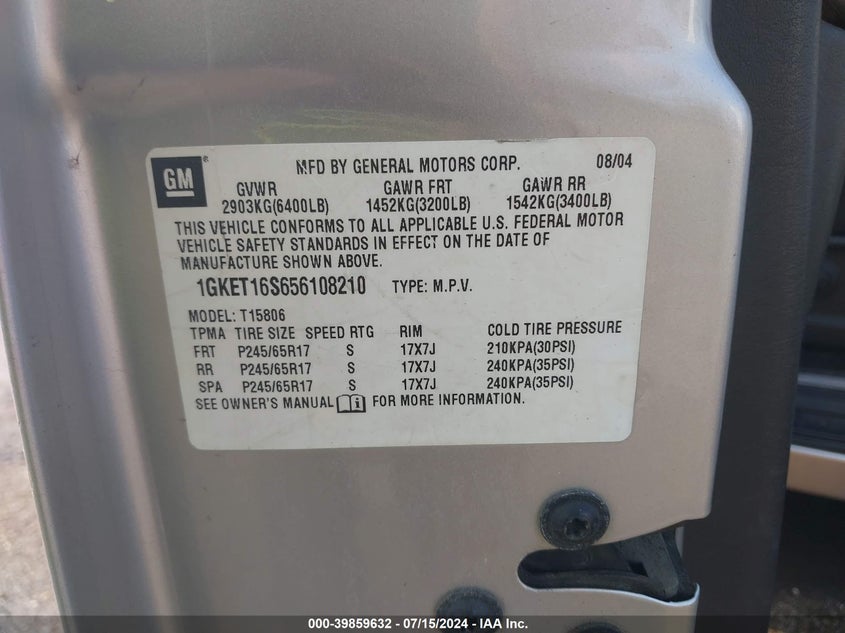 GM ® MFD BY GENERAL MOTORS CORP. 08/04
GVWR GAWR FRT GAWR RR
2903KG(6400LB) 1452KG(3200LB) 1542KG(3400LB)
THIS VEHICLE CONFORMS TO ALL APPLICABLE U.S. FEDERAL MOTOR
VEHICLE SAFETY STANDARDS IN EFFECT ON THE DATE OF
MANUFACTURE SHOWN ABOVE.
1GKET16S656108210 TYPE: M.P.V.
MODEL: T15806
TPMA TIRE SIZE SPEED RTG RIM COLD TIRE PRESSURE
FRT P245/65R17 S 17X7J 210KPA(30PSI)
RR P245/65R17 S 17X7J 240KPA(35PSI)
SPA P245/65R17 S 17X7J 240KPA(35PSI)
SEE OWNER'S MANUAL i FOR MORE INFORMATION.
000-39859632 - 07/15/2024 - IAA Inc.